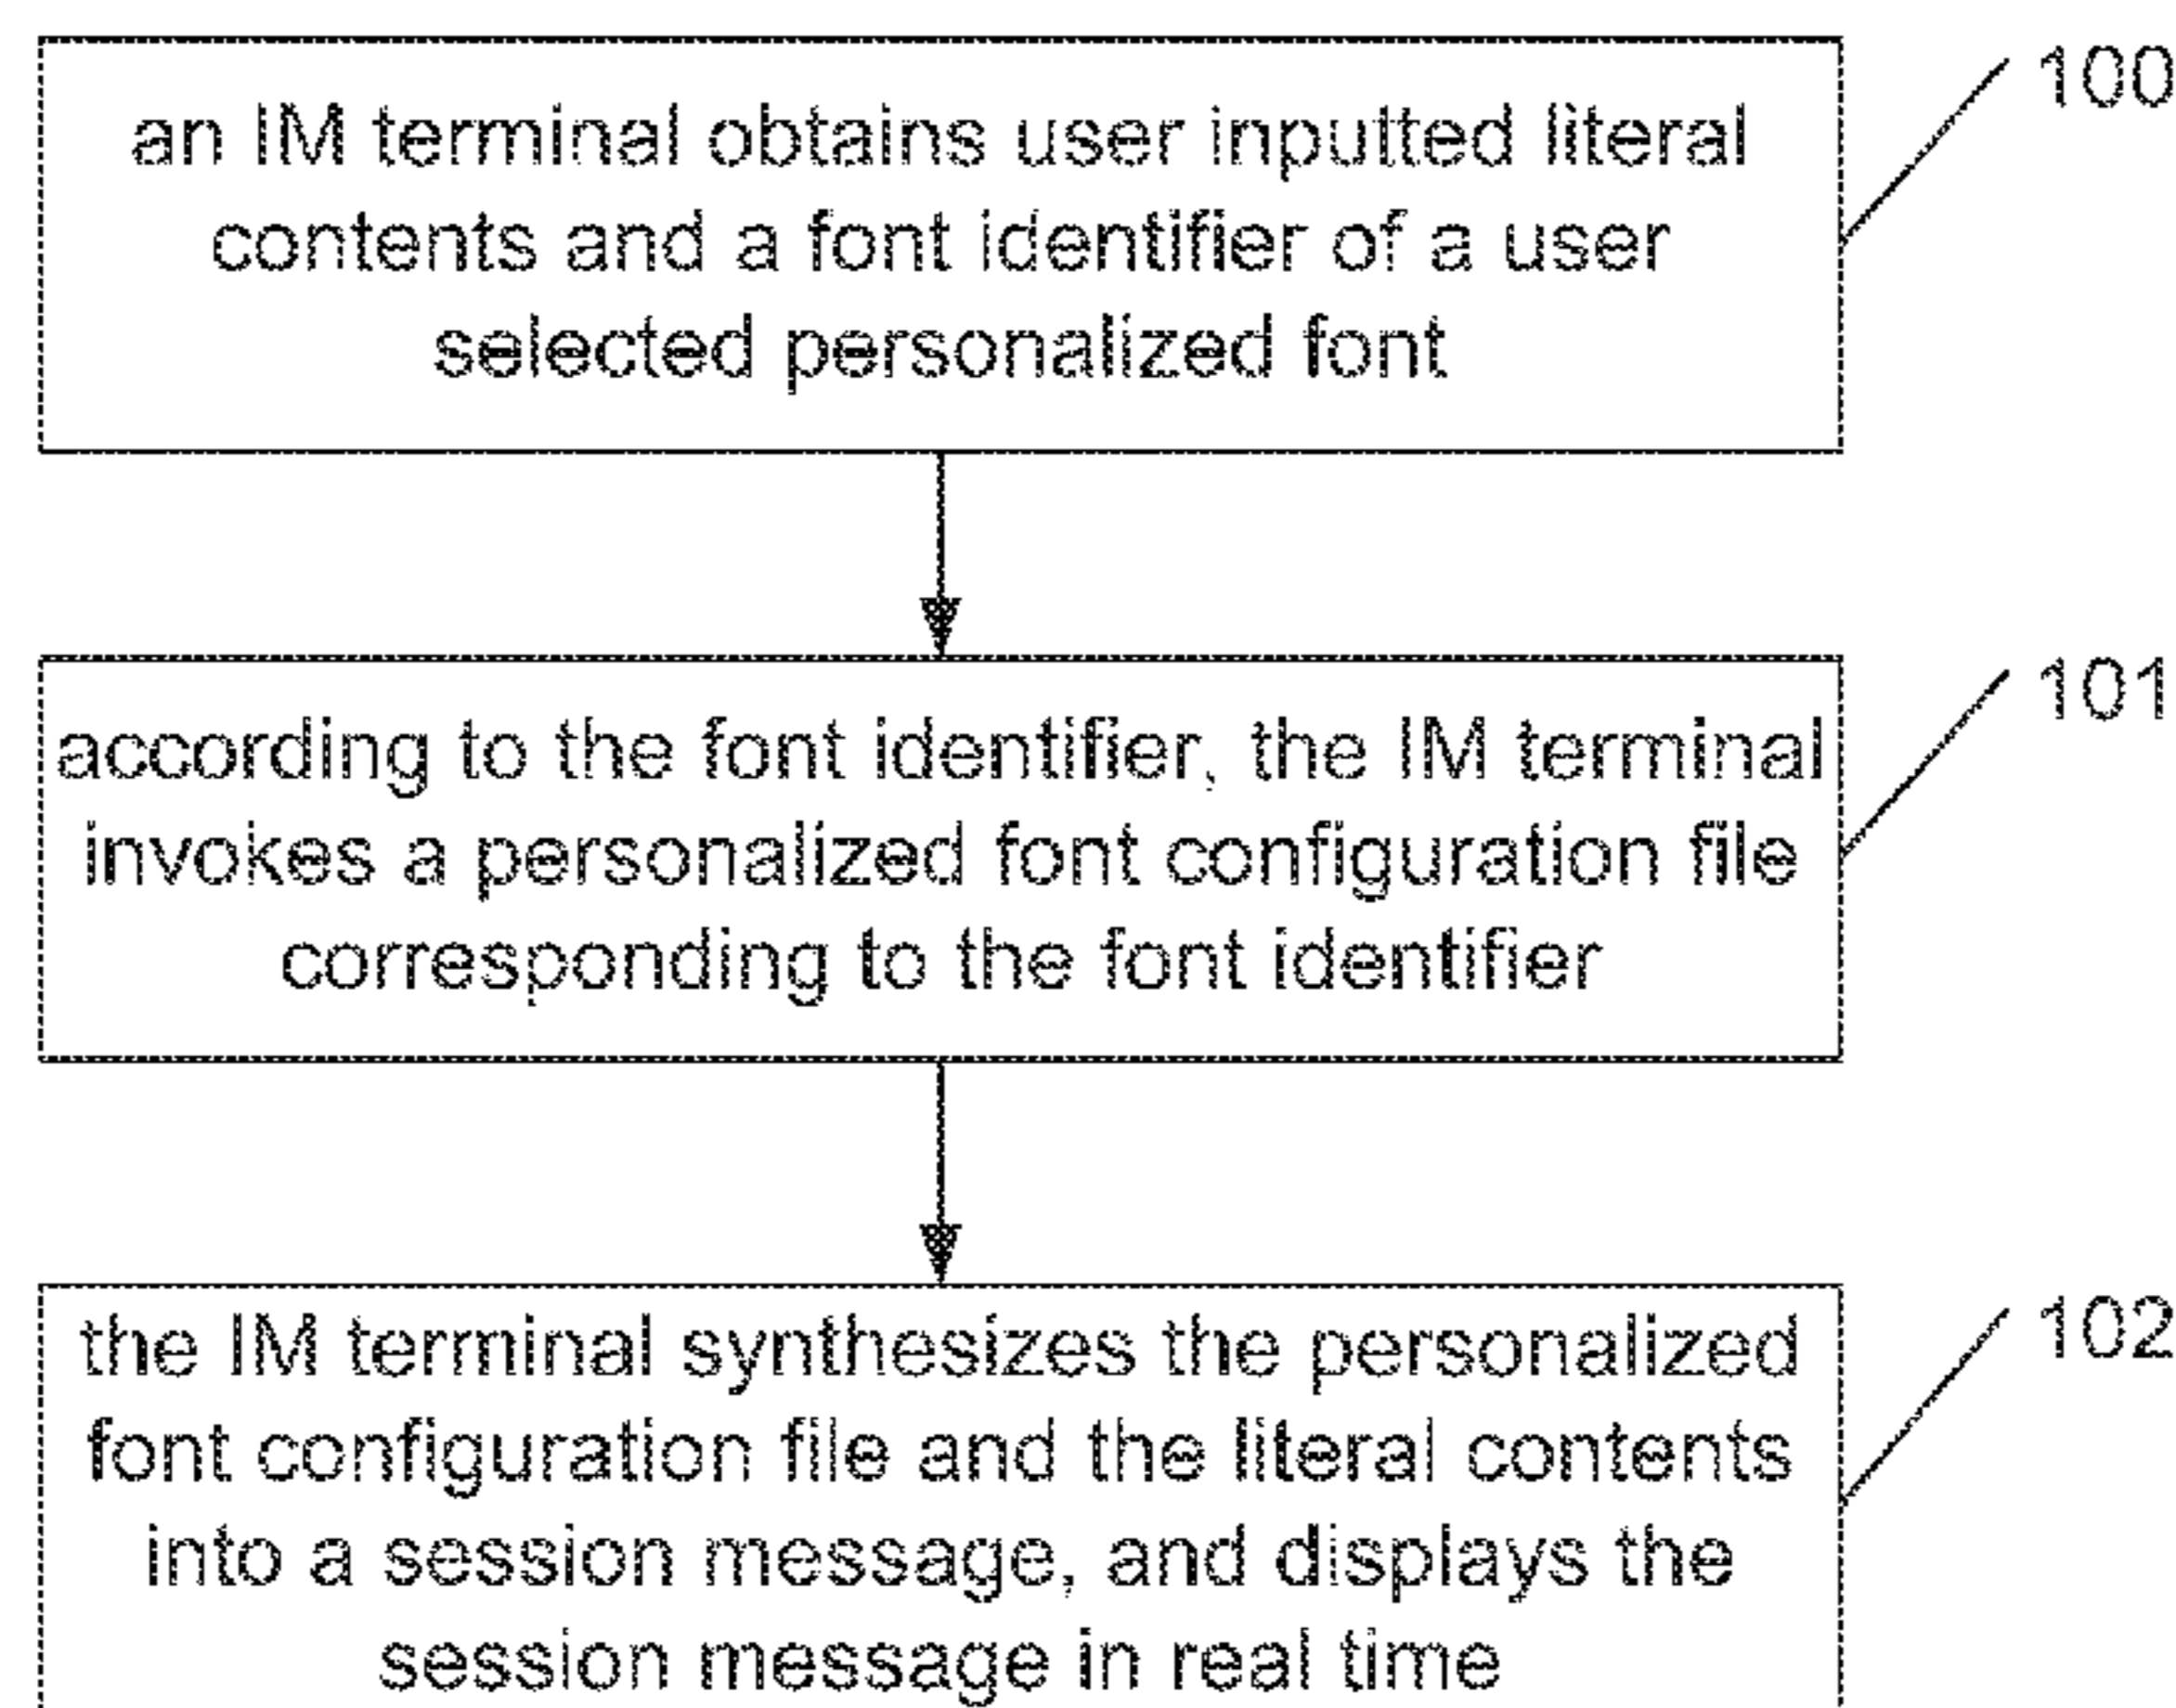 an IM terminal obtains user inputted literal
contents and a font identifier of a user
selected personalized font
100
according to the font identifier, the IM terminal
invokes a personalized font configuration file
corresponding to the font identifier
101
the IM terminal synthesizes the personalized
font configuration file and the literal contents
into a session message, and displays the
session message in real time
102